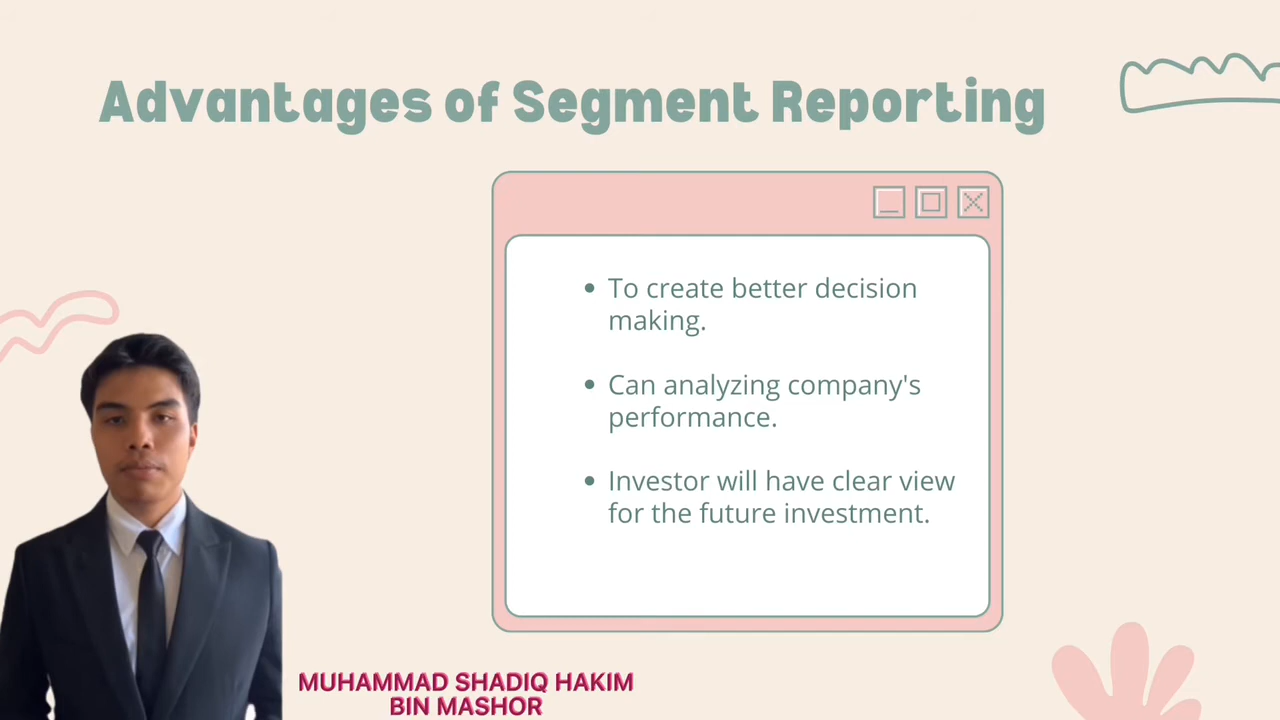 Advantages of Segment Reporting
To create better decision
making.
Can analyzing company's
performance.
Investor will have clear view
for the future investment.
MUHAMMAD SHADIQ HAKIM
BIN MASHOR